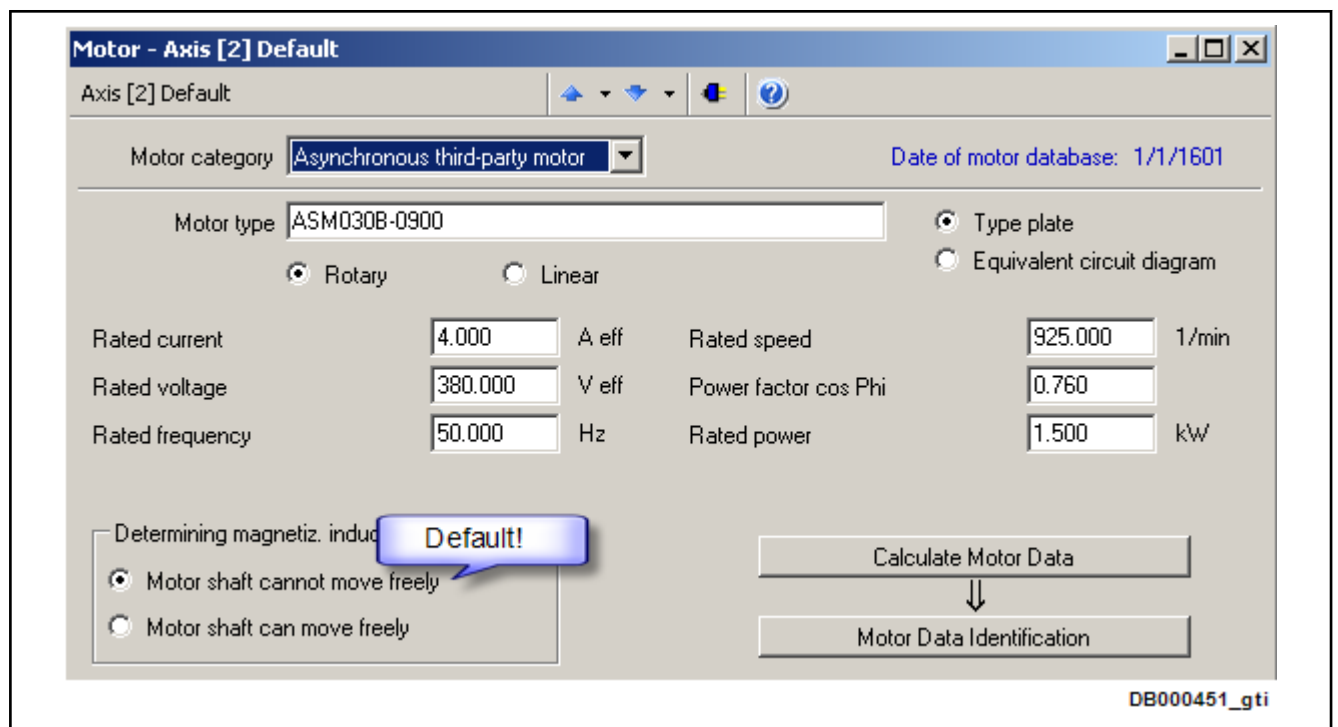 Motor - Axis [2] Default
Axis [2] Default
Motor category Asynchronous third-party motor Date of motor database: 1/1/1601
Motor type ASM030B-0900 Type plate
Equivalent circuit diagram
Rotary Linear
Rated current 4.000 A eff Rated speed 925.000 1/min
Rated voltage 380.000 V eff Power factor cos Phi 0.760
Rated frequency 50.000 Hz Rated power 1.500 kW
Determining magnetiz. Default!
Calculate Motor Data
Motor shaft cannot move freely
⇓
Motor shaft can move freely
Motor Data Identification
DB000451_gti